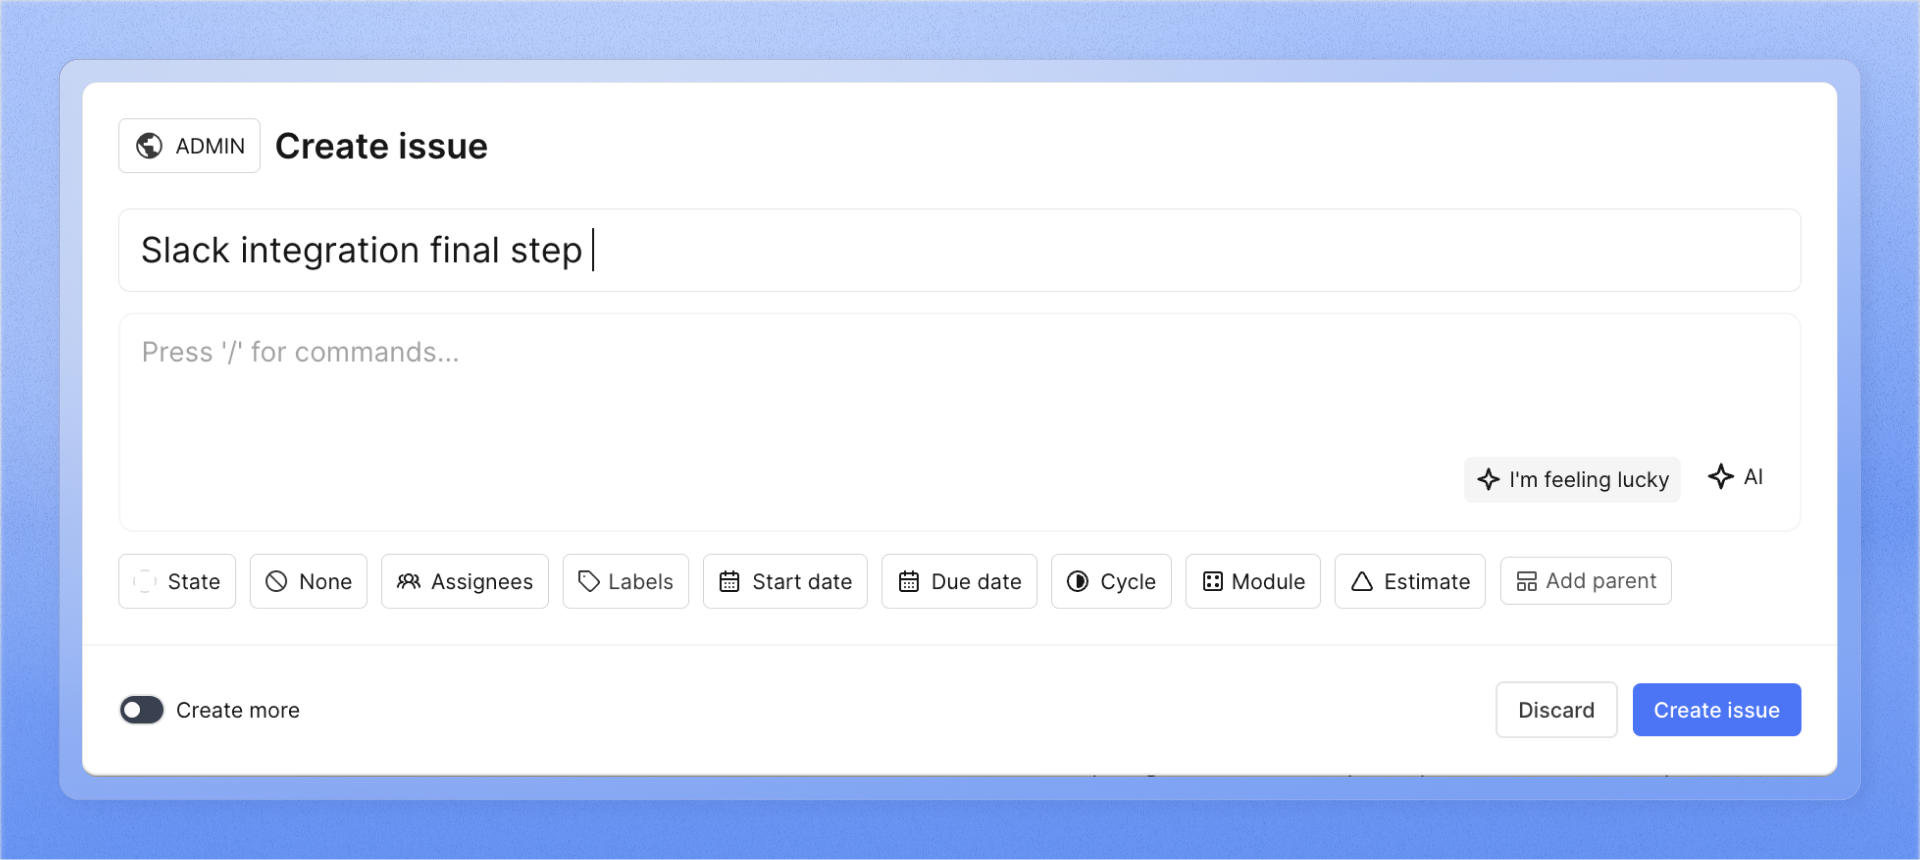 ADMIN Create issue
Slack integration final step
Press '/' for commands...
I'm feeling lucky AI
State None Assignees Labels Start date Due date Cycle Module Estimate Add parent
Create more Discard Create issue